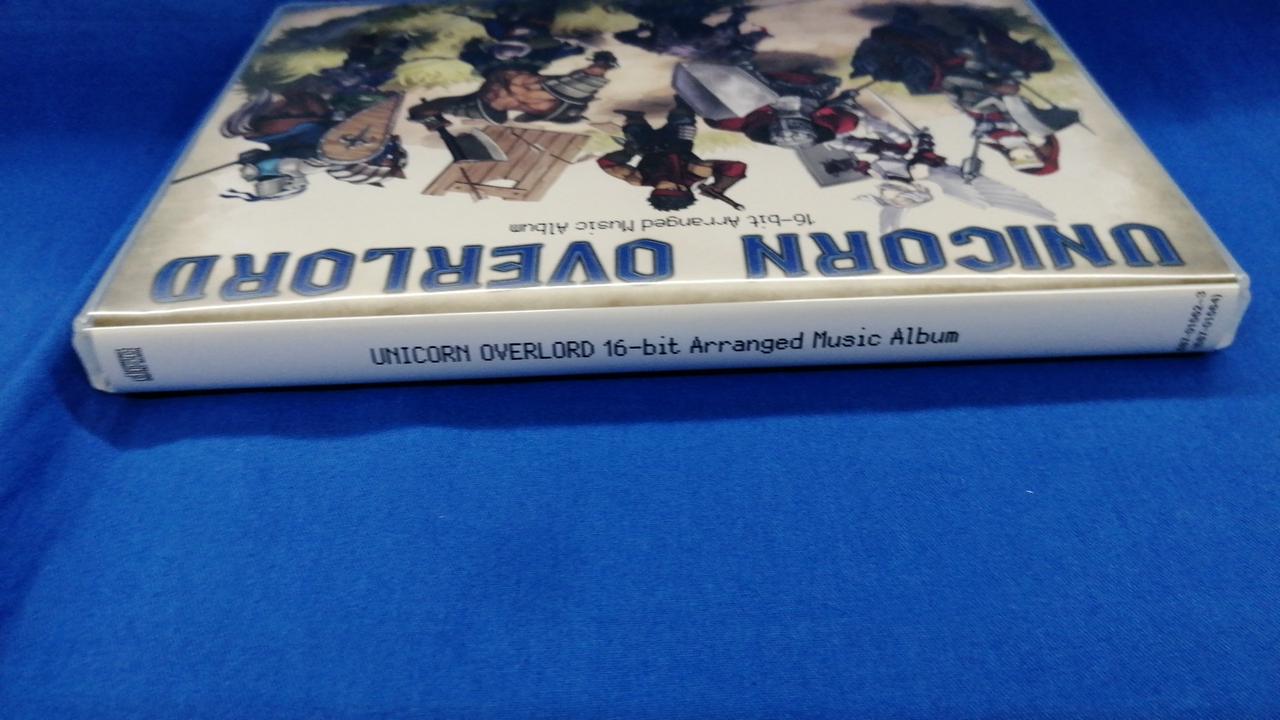 16-bit Arranged Music Album
UNICORN OVERLORD
UNICORN OVERLORD 16-bit Arranged Music Album